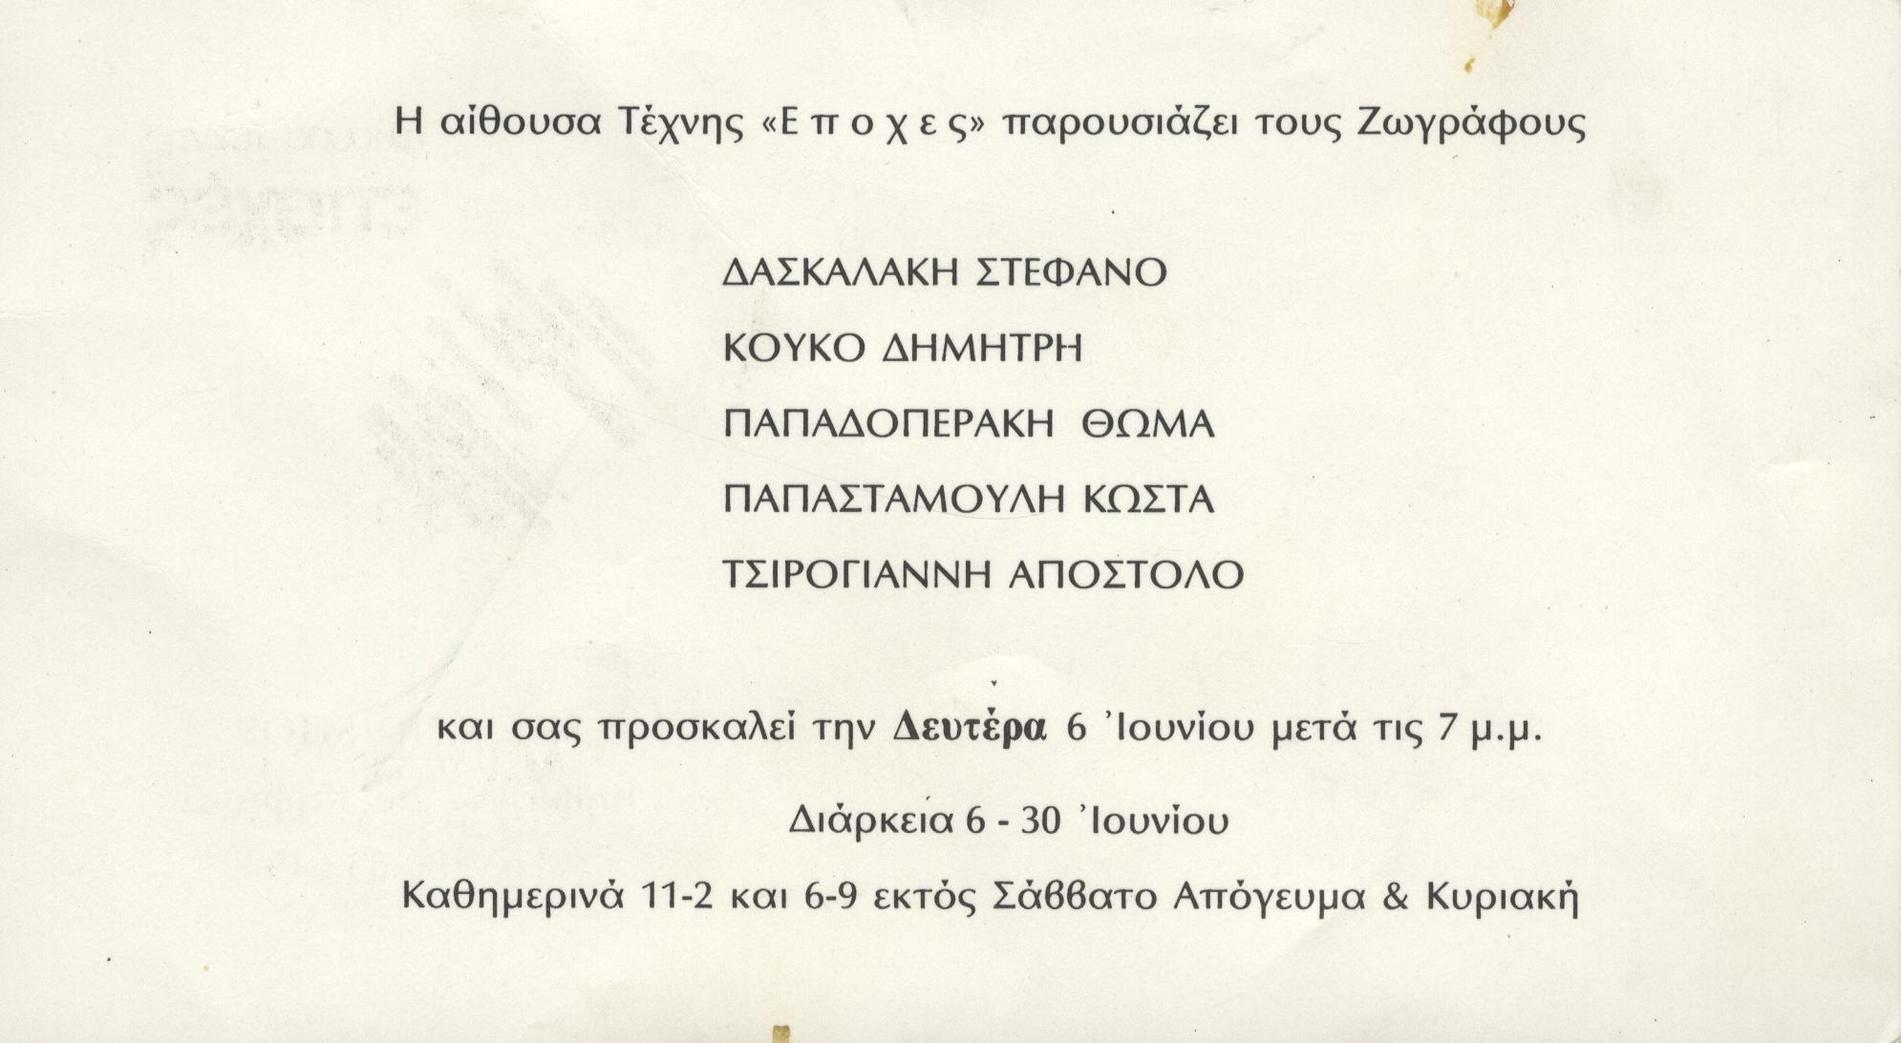 Η αίθουσα Τέχνης «Ε π ο χ ε ς» παρουσιάζει τους Ζωγράφους
ΔΑΣΚΑΛΑΚΗ ΣΤΕΦΑΝΟ
ΚΟΥΚΟ ΔΗΜΗΤΡΗ
ΠΑΠΑΔΟΠΕΡΑΚΗ ΘΩΜΑ
ΠΑΠΑΣΤΑΜΟΥΛΗ ΚΩΣΤΑ
ΤΣΙΡΟΓΙΑΝΝΗ ΑΠΟΣΤΟΛΟ
και σας προσκαλεί την Δευτέρα 6 Ἰουνίου μετά τις 7 μ.μ.
Διάρκεια 6 - 30 Ἰουνίου
Καθημερινά 11-2 και 6-9 εκτός Σάββατο Απόγευμα & Κυριακή